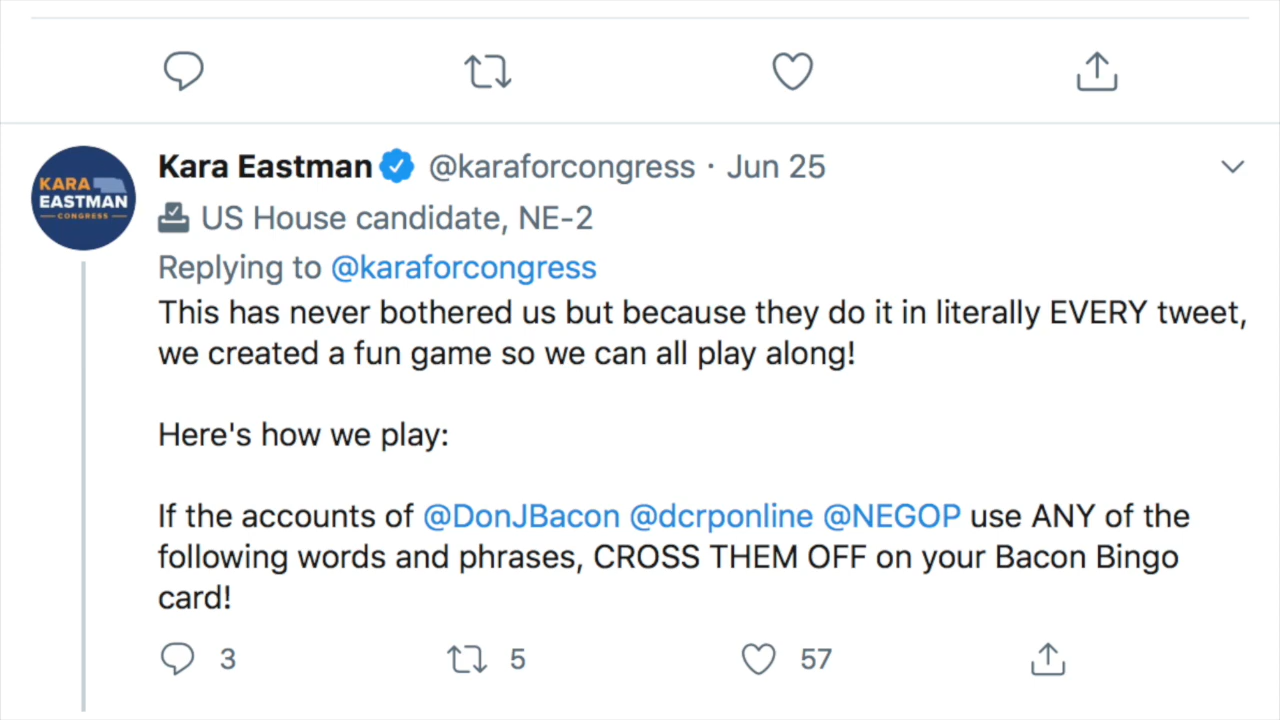 KARA
EASTMAN
CONGRESS
Kara Eastman @karaforcongress · Jun 25
US House candidate, NE-2
Replying to @karaforcongress
This has never bothered us but because they do it in literally EVERY tweet,
we created a fun game so we can all play along!
Here's how we play:
If the accounts of @DonJBacon @dcrponline @NEGOP use ANY of the
following words and phrases, CROSS THEM OFF on your Bacon Bingo
card!
3 5 57